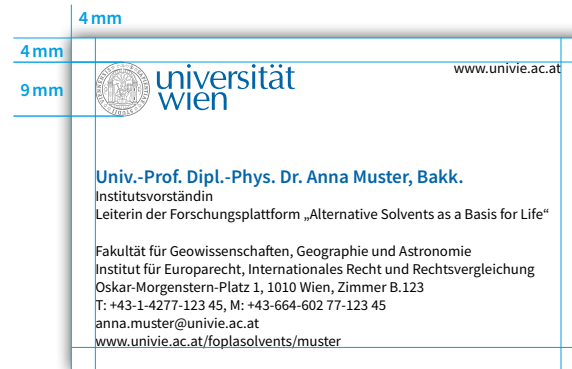 4 mm
4 mm
9 mm
universität
wien
www.univie.ac.at
Univ.-Prof. Dipl.-Phys. Dr. Anna Muster, Bakk.
Institutsvorständin
Leiterin der Forschungsplattform „Alternative Solvents as a Basis for Life“
Fakultät für Geowissenschaften, Geographie und Astronomie
Institut für Europarecht, Internationales Recht und Rechtsvergleichung
Oskar-Morgenstern-Platz 1, 1010 Wien, Zimmer B.123
T: +43-1-4277-123 45, M: +43-664-602 77-123 45
anna.muster@univie.ac.at
www.univie.ac.at/foplasolvents/muster